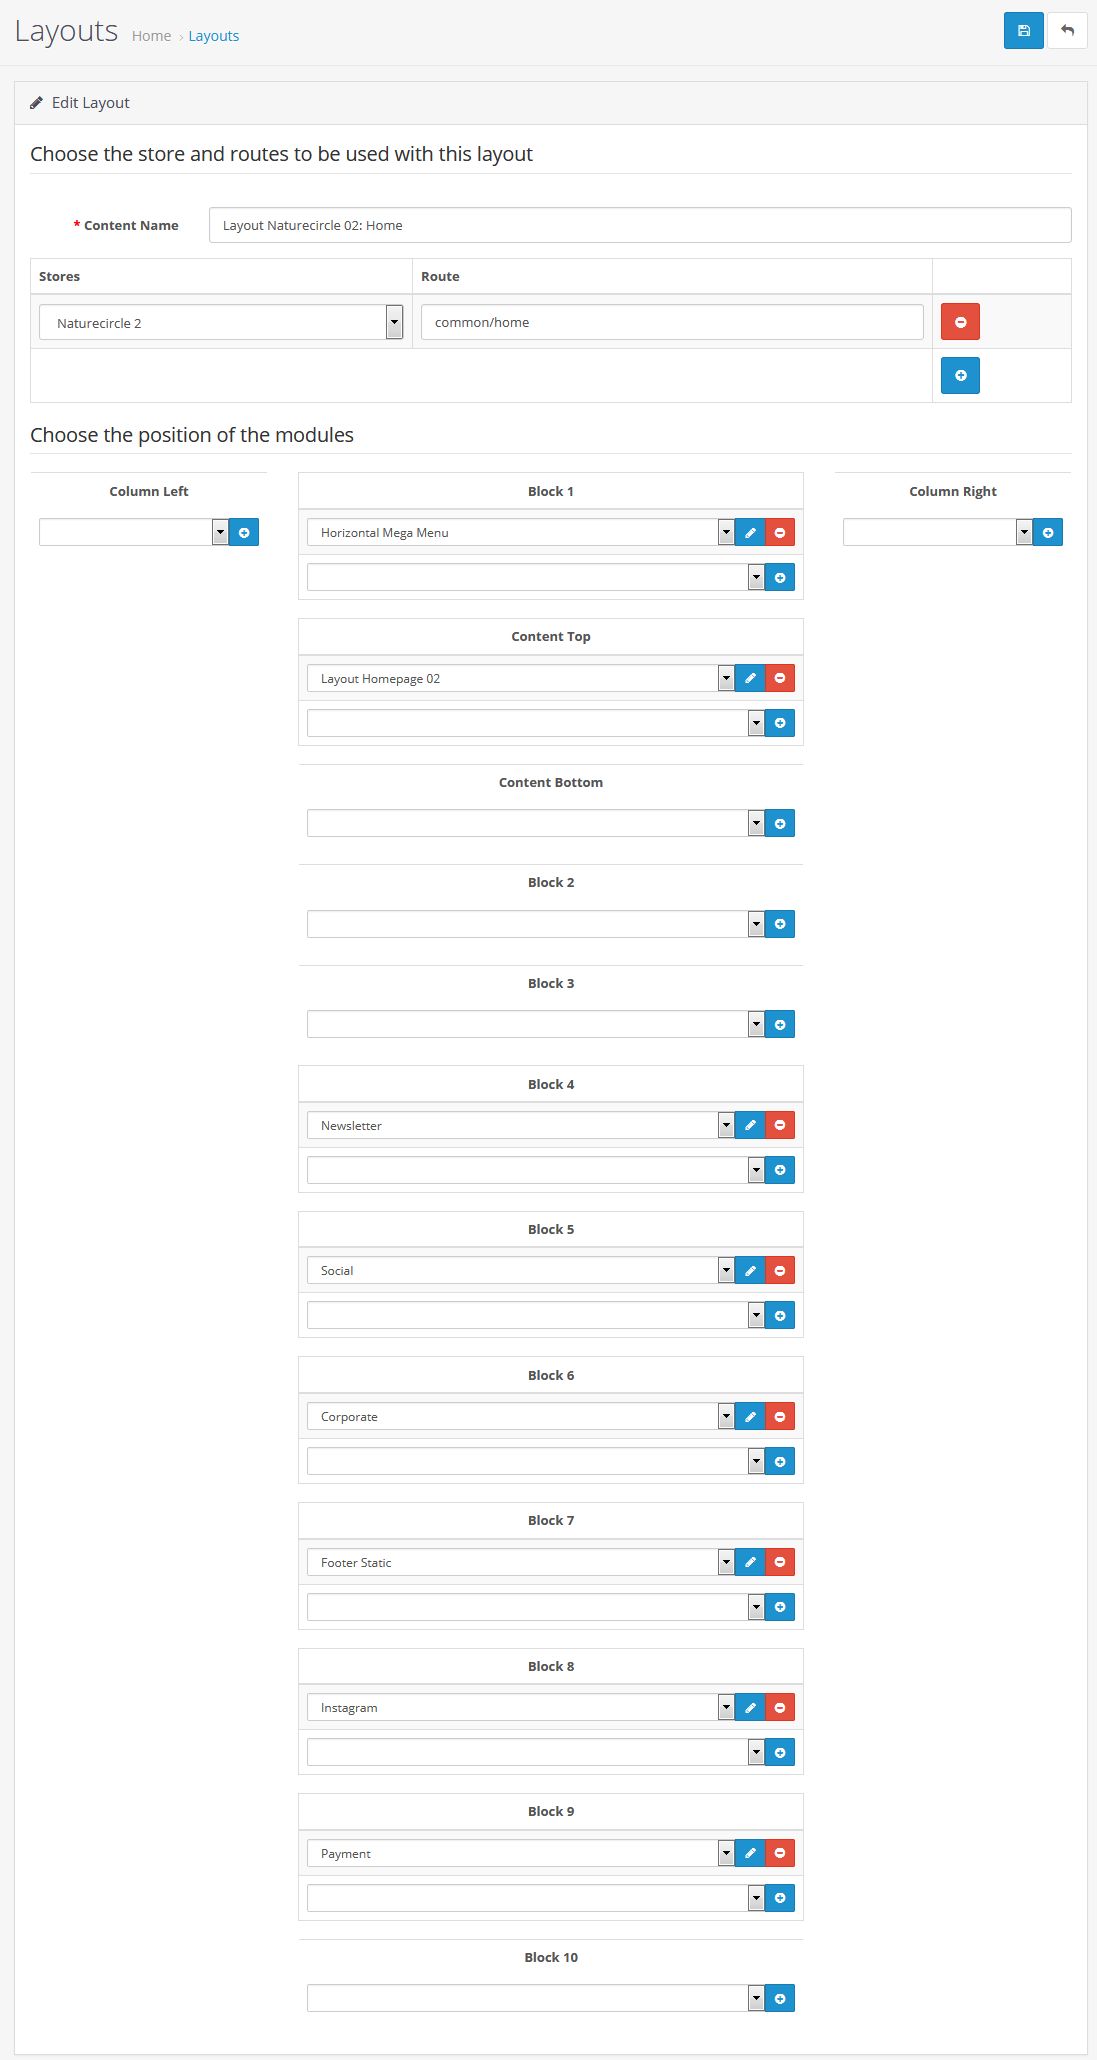 Layouts Home › Layouts
Edit Layout
Choose the store and routes to be used with this layout
* Content Name Layout Naturecircle 02: Home
Stores Route
Naturecircle 2 common/home
Choose the position of the modules
Column Left Block 1 Column Right
Horizontal Mega Menu
Content Top
Layout Homepage 02
Content Bottom
Block 2
Block 3
Block 4
Newsletter
Block 5
Social
Block 6
Corporate
Block 7
Footer Static
Block 8
Instagram
Block 9
Payment
Block 10